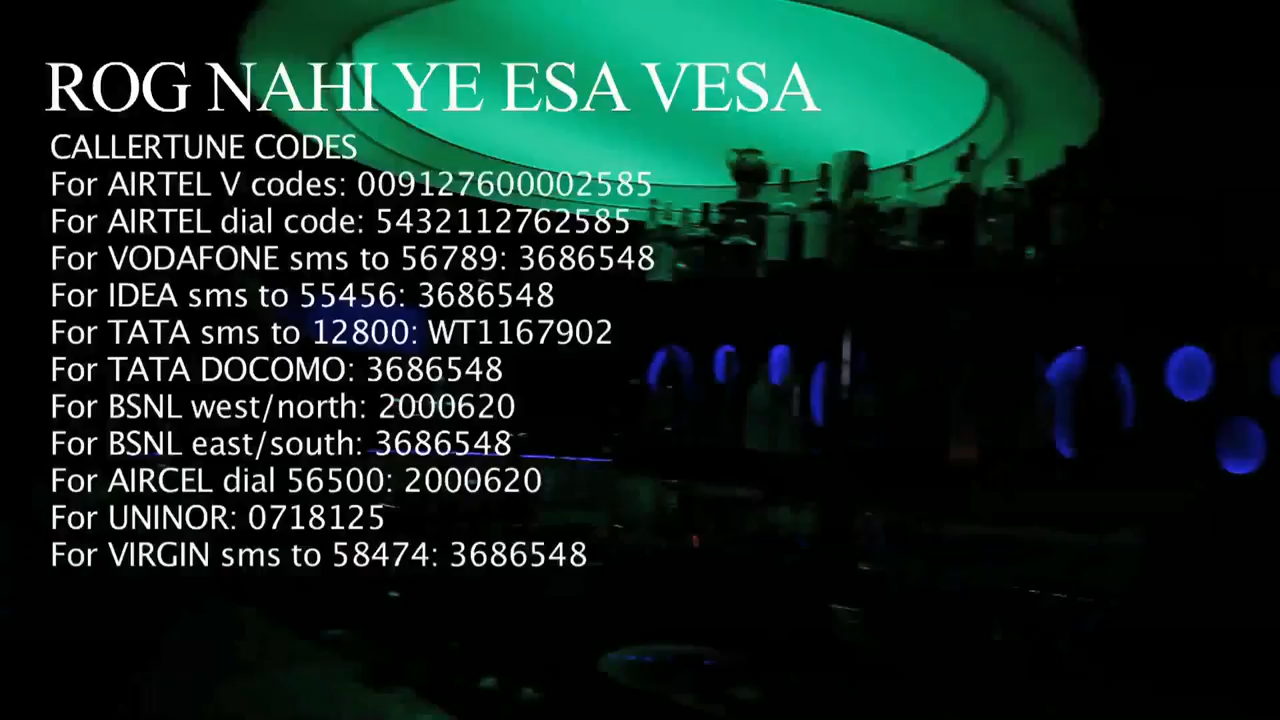 ROG NAHI YE ESA VESA
CALLERTUNE CODES
For AIRTEL V codes: 009127600002585
For AIRTEL dial code: 5432112762585
For VODAFONE sms to 56789: 3686548
For IDEA sms to 55456: 3686548
For TATA sms to 12800: WT1167902
For TATA DOCOMO: 3686548
For BSNL west/north: 2000620
For BSNL east/south: 3686548
For AIRCEL dial 56500: 2000620
For UNINOR: 0718125
For VIRGIN sms to 58474: 3686548